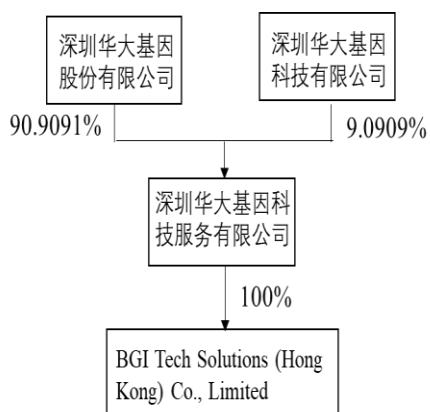 深圳华大基因
股份有限公司
深圳华大基因
科技有限公司
90.9091%
9.0909%
深圳华大基因科
技服务有限公司
100%
BGI Tech Solutions (Hong
Kong) Co., Limited